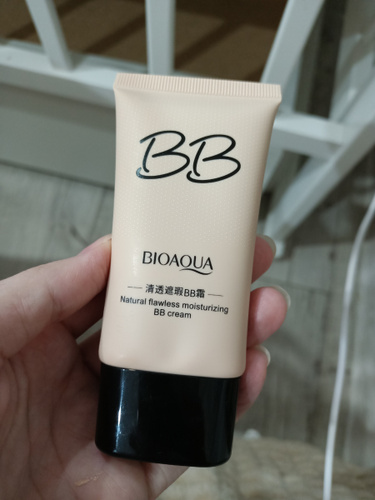 BB
BIOAQUA
清透遮瑕BB霜
Natural flawless moisturizing
BB cream